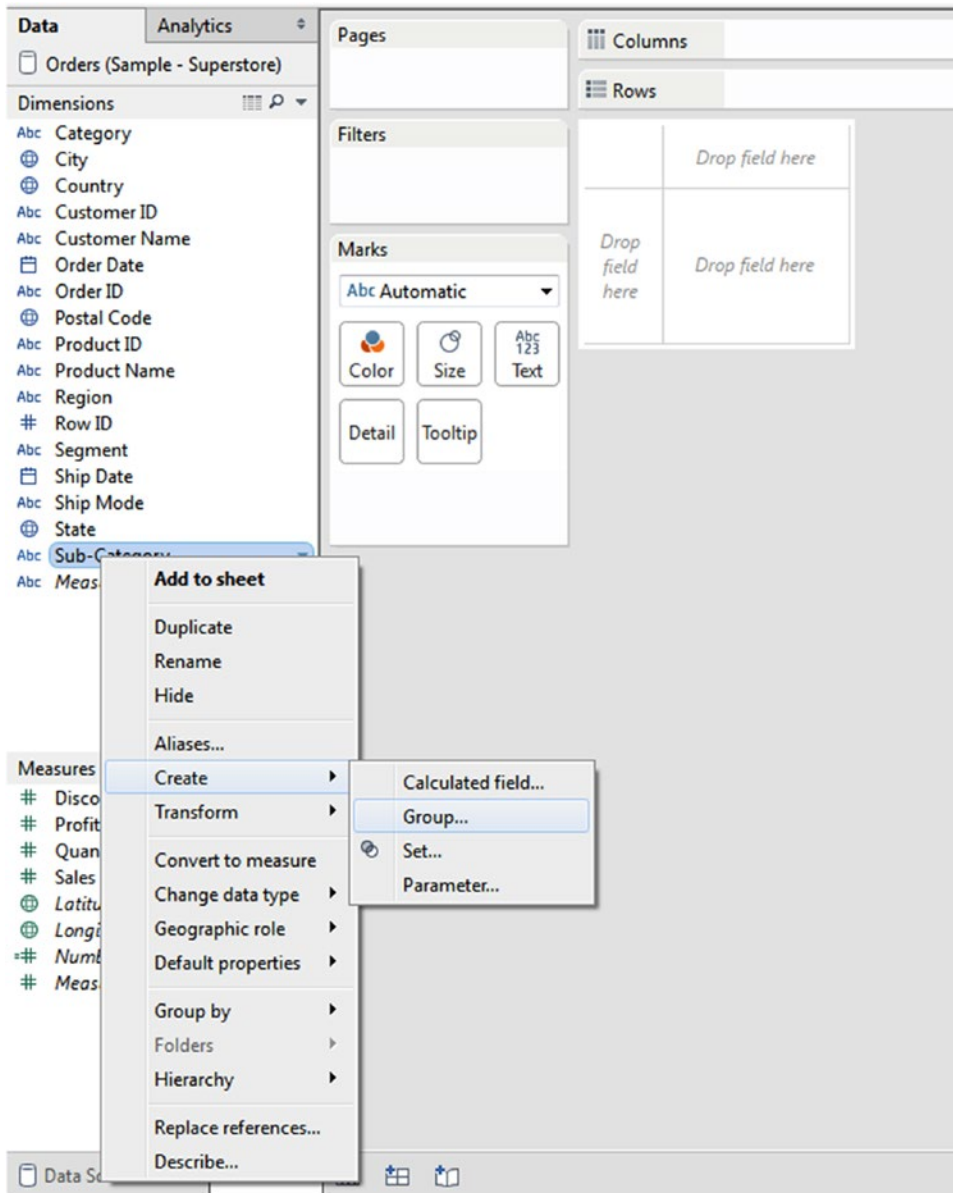 Data
Analytics
Orders (Sample - Superstore)
Dimensions
Abc Category
City
Country
Abc Customer ID
Abc Customer Name
Order Date
Abc Order ID
Postal Code
Abc Product ID
Abc Product Name
Abc Region
# Row ID
Abc Segment
Ship Date
Abc Ship Mode
State
Abc Sub-Category
Abc Meas
Measures
# Disco
# Profit
# Quan
# Sales
Latitu
Longi
=# Numb
# Meas
Data So
Pages
Filters
Marks
Abc Automatic
Color
Size
Abc
123
Text
Detail
Tooltip
Columns
Rows
Drop field here
Drop
field
here
Drop field here
Add to sheet
Duplicate
Rename
Hide
Aliases...
Create
Transform
Convert to measure
Change data type
Geographic role
Default properties
Group by
Folders
Hierarchy
Replace references...
Describe...
Calculated field...
Group...
Set...
Parameter...